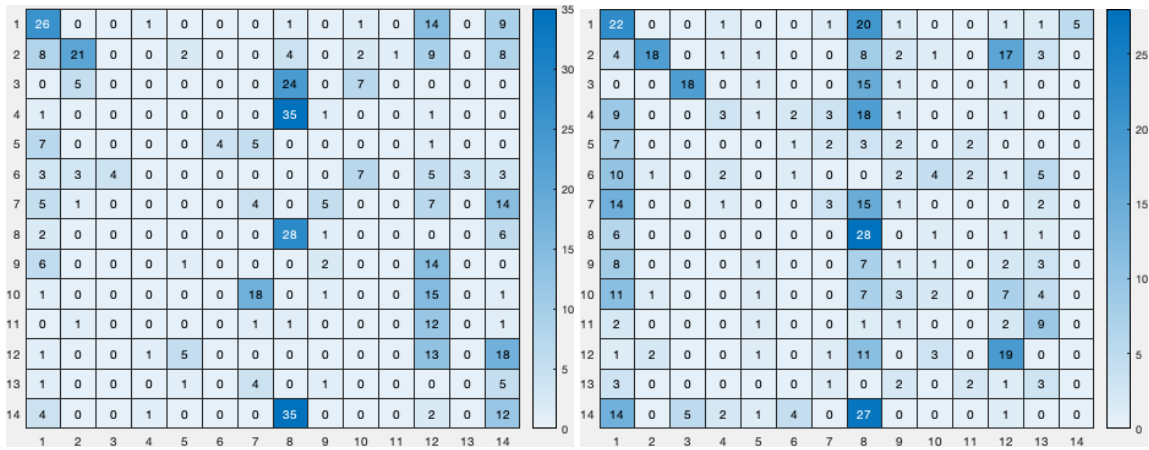 1 26 0 0 1 0 0 0 1 0 1 0 14 0 9
2 8 21 0 0 2 0 0 4 0 2 1 9 0 8
3 0 5 0 0 0 0 0 24 0 7 0 0 0 0
4 1 0 0 0 0 0 0 35 1 0 0 1 0 0
5 7 0 0 0 0 4 5 0 0 0 0 1 0 0
6 3 3 4 0 0 0 0 0 0 7 0 5 3 3
7 5 1 0 0 0 0 4 0 5 0 0 7 0 14
8 2 0 0 0 0 0 0 28 1 0 0 0 0 6
9 6 0 0 0 1 0 0 0 2 0 0 14 0 0
10 1 0 0 0 0 0 18 0 1 0 0 15 0 1
11 0 1 0 0 0 0 1 1 0 0 0 12 0 1
12 1 0 0 1 5 0 0 0 0 0 0 13 0 18
13 1 0 0 0 1 0 4 0 1 0 0 0 0 5
14 4 0 0 1 0 0 0 35 0 0 0 2 0 12
1 2 3 4 5 6 7 8 9 10 11 12 13 14
35
30
25
20
15
10
5
0
1 22 0 0 1 0 0 1 20 1 0 0 1 1 5
2 4 18 0 1 1 0 0 8 2 1 0 17 3 0
3 0 0 18 0 1 0 0 15 1 0 0 1 0 0
4 9 0 0 3 1 2 3 18 1 0 0 1 0 0
5 7 0 0 0 0 1 2 3 2 0 2 0 0 0
6 10 1 0 2 0 1 0 0 2 4 2 1 5 0
7 14 0 0 1 0 0 3 15 1 0 0 0 2 0
8 6 0 0 0 0 0 0 28 0 1 0 1 1 0
9 8 0 0 0 1 0 0 7 1 1 0 2 3 0
10 11 1 0 0 1 0 0 7 3 2 0 7 4 0
11 2 0 0 0 1 0 0 1 1 0 0 2 9 0
12 1 2 0 0 1 0 1 11 0 3 0 19 0 0
13 3 0 0 0 0 0 1 0 2 0 2 1 3 0
14 14 0 5 2 1 4 0 27 0 0 0 1 0 0
1 2 3 4 5 6 7 8 9 10 11 12 13 14
25
20
15
10
5
0